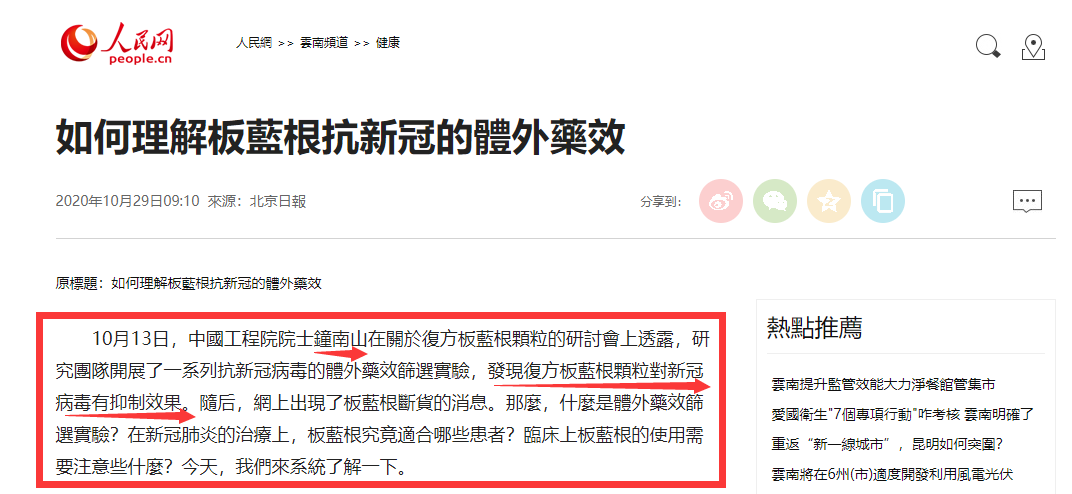 人民网
people.cn
人民網 >> 雲南頻道 >> 健康
如何理解板藍根抗新冠的體外藥效
2020年10月29日09:10 來源：北京日報
分享到：
原標題：如何理解板藍根抗新冠的體外藥效
10月13日，中國工程院院士鐘南山在關於復方板藍根顆粒的研討會上透露，研
究團隊開展了一系列抗新冠病毒的體外藥效篩選實驗，發現復方板藍根顆粒對新冠
病毒有抑制效果。隨后，網上出現了板藍根斷貨的消息。那麼，什麼是體外藥效篩
選實驗？在新冠肺炎的治療上，板藍根究竟適合哪些患者？臨床上板藍根的使用需
要注意些什麼？今天，我們來系統了解一下。
熱點推薦
雲南提升監管效能大力淨餐館管集市
愛國衛生"7個專項行動"咋考核 雲南明確了
重返“新一線城市”，昆明如何突圍？
雲南將在6州(市)適度開發利用風電光伏